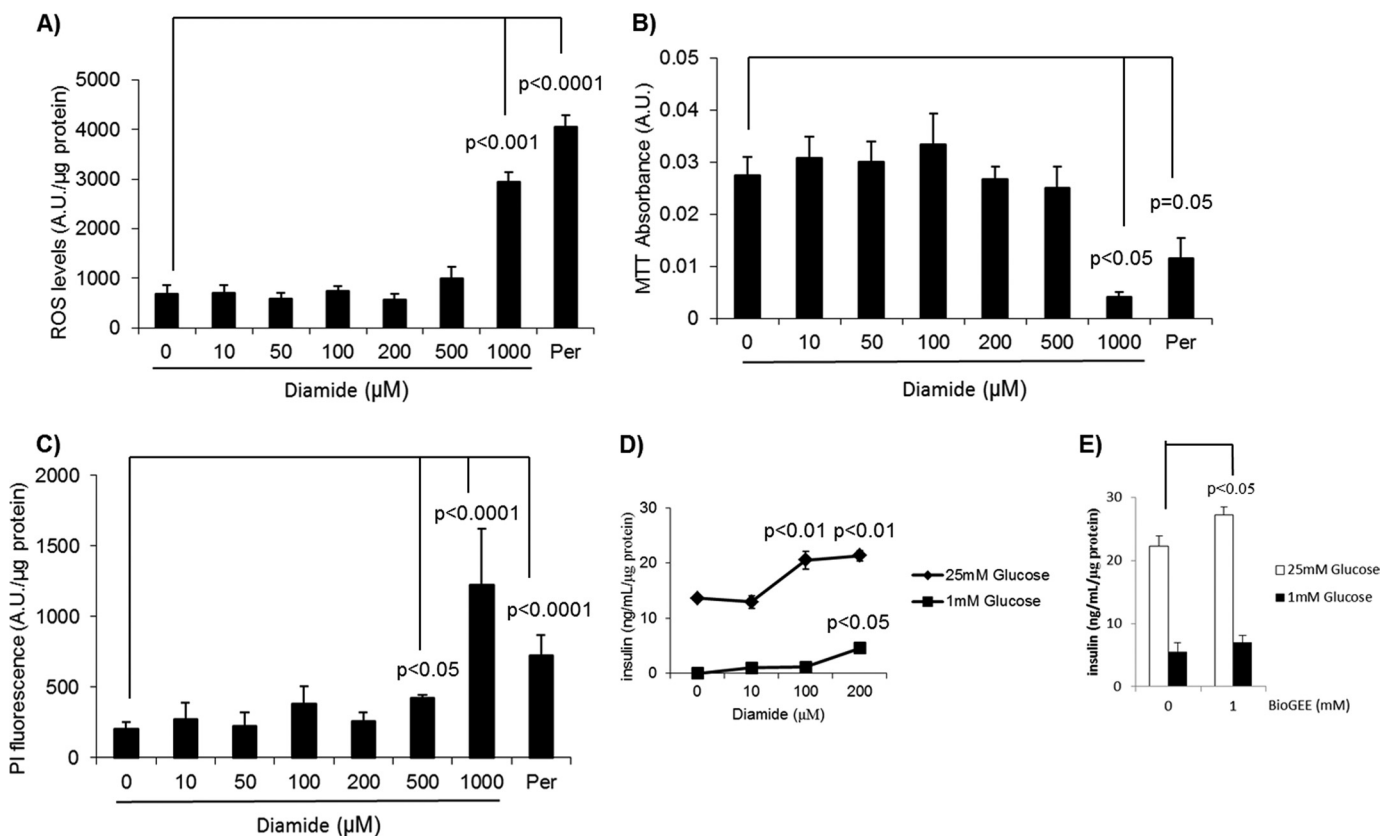 A)
ROS levels (A.U./µg protein)
5000
4000
3000
2000
1000
0
p<0.001
p<0.0001
0 10 50 100 200 500 1000 Per
Diamide (µM)
B)
MTT Absorbance (A.U.)
0.05
0.04
0.03
0.02
0.01
0
p<0.05
p=0.05
0 10 50 100 200 500 1000 Per
Diamide (µM)
C)
PI fluorescence (A.U./µg protein)
2000
1500
1000
500
0
p<0.05
p<0.0001
p<0.0001
0 10 50 100 200 500 1000 Per
Diamide (µM)
D)
insulin (ng/mL/µg protein)
30
20
10
0
p<0.01 p<0.01
p<0.05
0 10 100 200
Diamide (µM)
25mM Glucose
1mM Glucose
E)
insulin (ng/mL/µg protein)
30
20
10
0
p<0.05
0 1 BioGEE (mM)
25mM Glucose
1mM Glucose